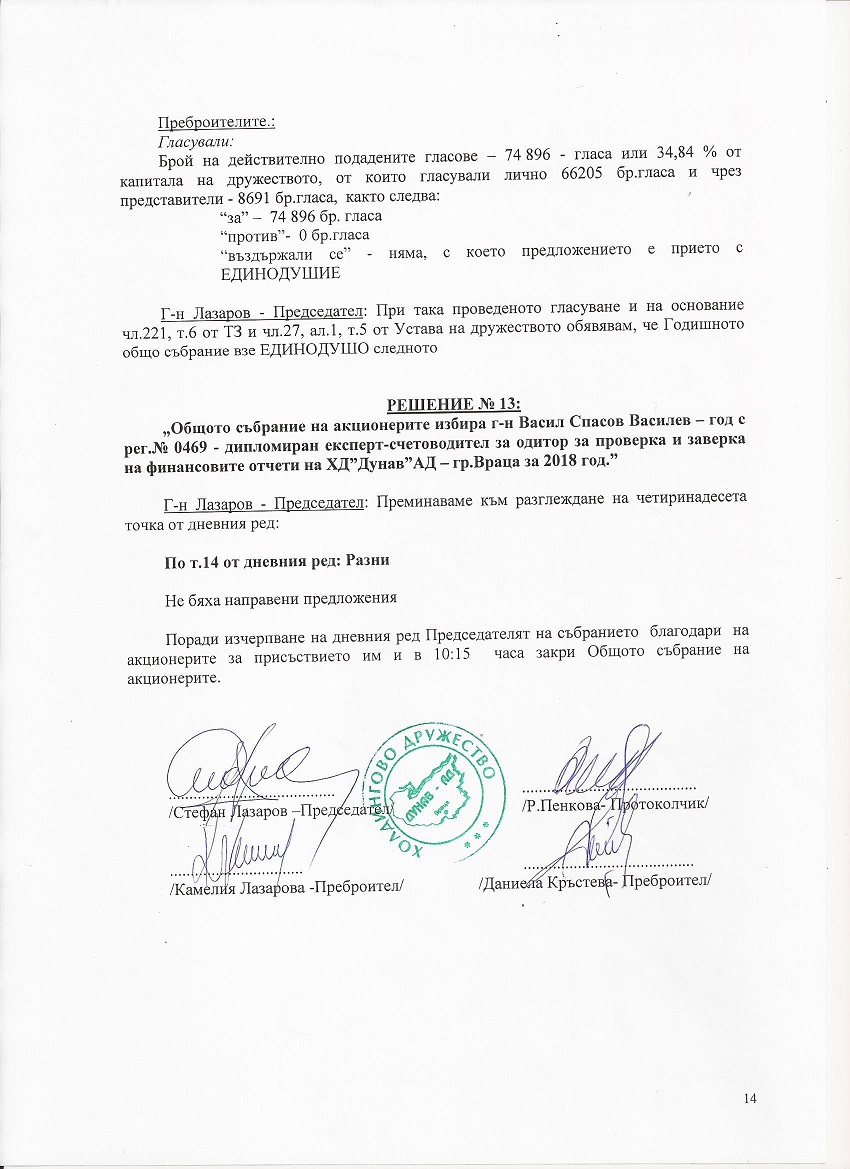 Преброителите.:
Гласували:
Брой на действително подадените гласове – 74 896 - гласа или 34,84 % от
капитала на дружеството, от които гласували лично 66205 бр.гласа и чрез
представители - 8691 бр.гласа, както следва:
“за” – 74 896 бр. гласа
“против”- 0 бр.гласа
“въздържали се” - няма, с което предложението е прието с
ЕДИНОДУШИЕ
Г-н Лазаров - Председател: При така проведеното гласуване и на основание
чл.221, т.6 от ТЗ и чл.27, ал.1, т.5 от Устава на дружеството обявявам, че Годишното
общо събрание взе ЕДИНОДУШО следното
РЕШЕНИЕ № 13:
„Общото събрание на акционерите избира г-н Васил Спасов Василев – год с
рег.№ 0469 - дипломиран експерт-счетоводител за одитор за проверка и заверка
на финансовите отчети на ХД”Дунав”АД – гр.Враца за 2018 год.”
Г-н Лазаров - Председател: Преминаваме към разглеждане на четиринадесета
точка от дневния ред:
По т.14 от дневния ред: Разни
Не бяха направени предложения
Поради изчерпване на дневния ред Председателят на събранието благодари на
акционерите за присъствието им и в 10:15 часа закри Общото събрание на
акционерите.
ХОЛДИНГОВО ДРУЖЕСТВО
ДУНАВ - АД
/Стефан Лазаров –Председател/
/Р.Пенкова- Протоколчик/
/Камелия Лазарова -Преброител/
/Даниела Кръстева- Преброител/
14